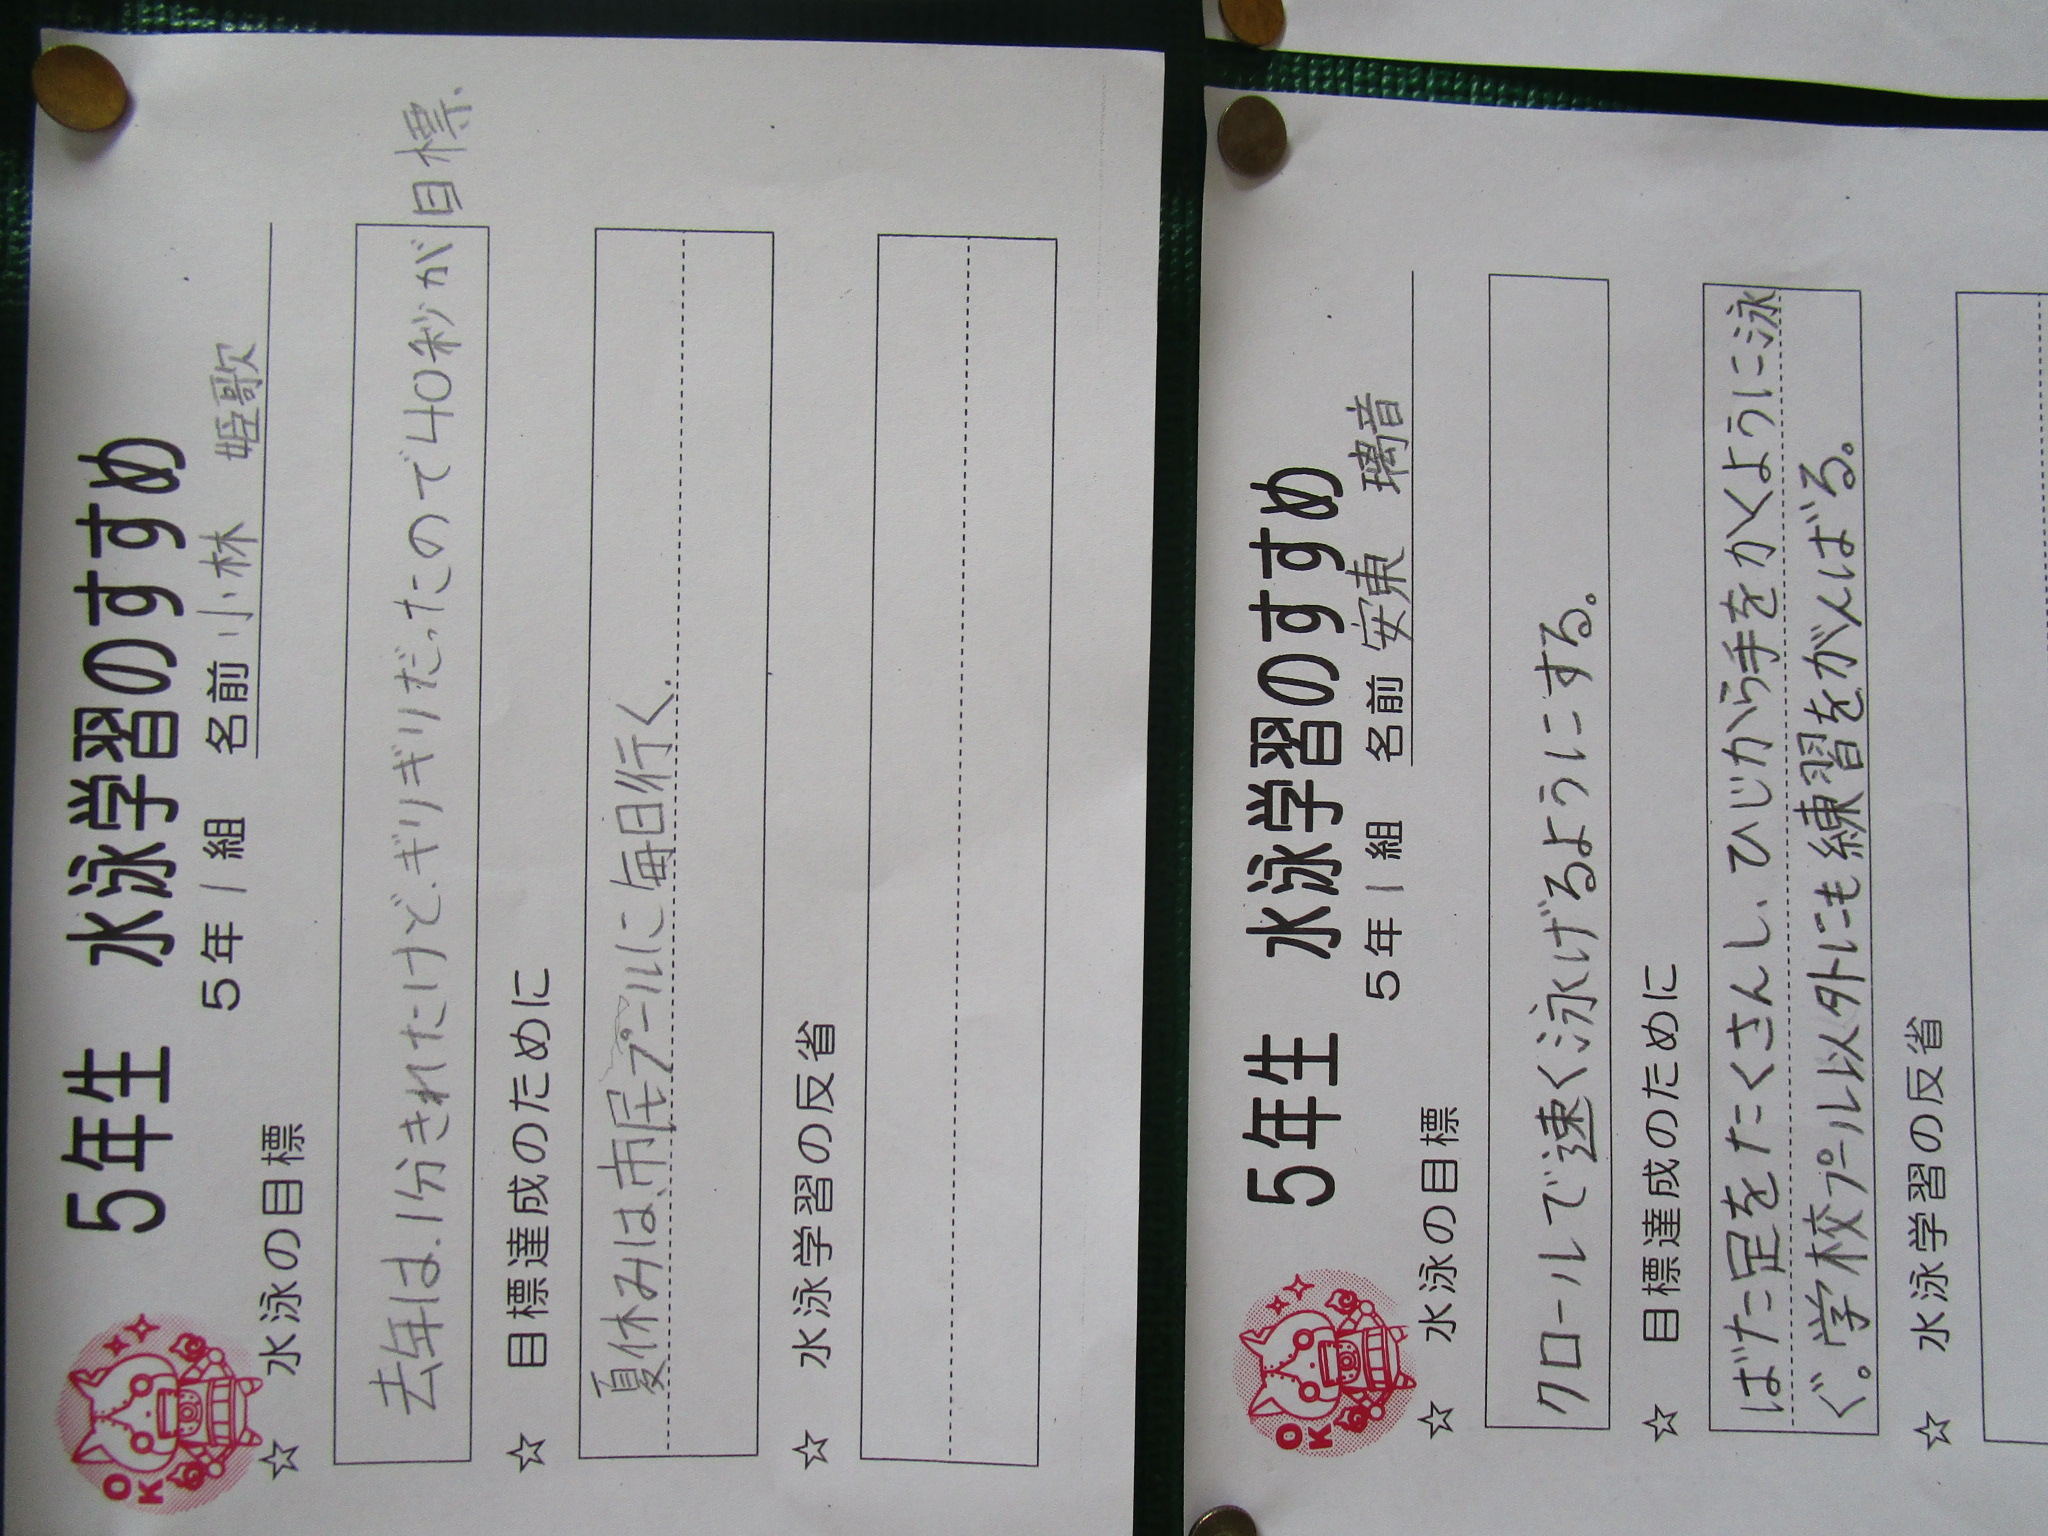 5年生 水泳学習のすすめ
5年1組 名前 小林 姫歌
OK
☆ 水泳の目標
去年は、1分きれたけど、ギリギリだったので40秒が目標.
☆ 目標達成のために
夏休みは、市民プールに毎日行く.
☆ 水泳学習の反省
5年生 水泳学習のすすめ
5年1組 名前 安東 璃音
OK
☆ 水泳の目標
クロールで速く泳げるようにする。
☆ 目標達成のために
ばた足をたくさんし、ひじから手をかくように泳
ぐ。学校プール以外にも練習をがんばる。
☆ 水泳学習の反省